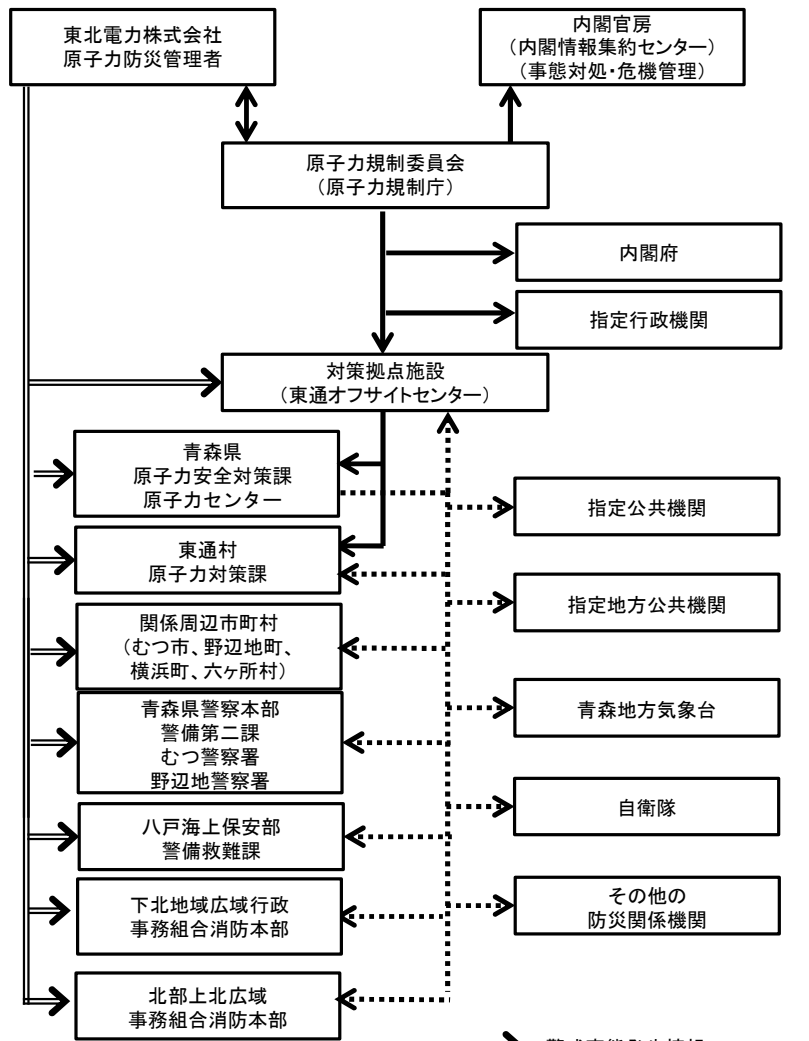 東北電力株式会社
原子力防災管理者
内閣官房
（内閣情報集約センター）
（事態対処・危機管理）
原子力規制委員会
（原子力規制庁）
内閣府
指定行政機関
対策拠点施設
（東通オフサイトセンター）
青森県
原子力安全対策課
原子力センター
東通村
原子力対策課
関係周辺市町村
（むつ市、野辺地町、
横浜町、六ヶ所村）
青森県警察本部
警備第二課
むつ警察署
野辺地警察署
八戸海上保安部
警備救難課
下北地域広域行政
事務組合消防本部
北部上北広域
事務組合消防本部
指定公共機関
指定地方公共機関
青森地方気象台
自衛隊
その他の
防災関係機関